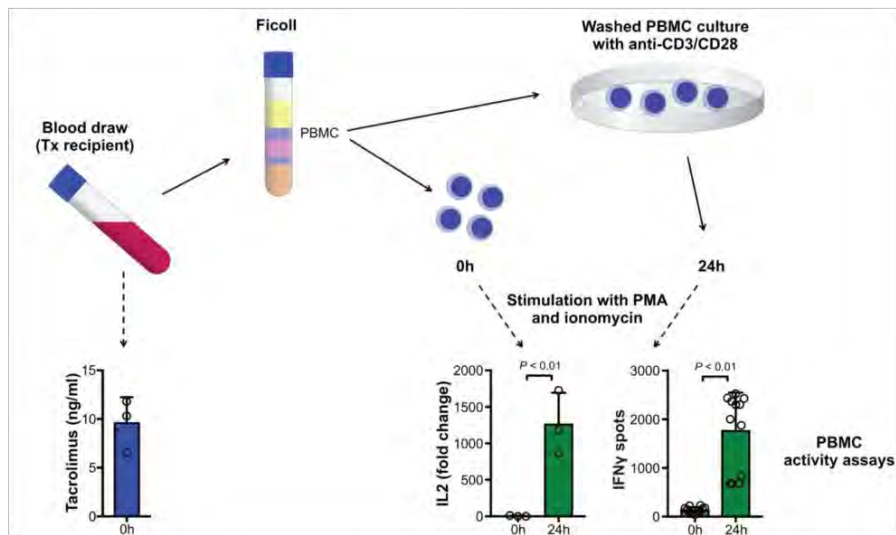 Ficoll
Washed PBMC culture
with anti-CD3/CD28
Blood draw
(Tx recipient)
PBMC
0h
24h
Stimulation with PMA
and ionomycin
Tacrolimus (ng/ml)
15
10
5
0
0h
IL2 (fold change)
2000
1500
1000
500
0
P < 0.01
0h
24h
IFNγ spots
3000
2000
1000
0
P < 0.01
0h
24h
PBMC
activity assays